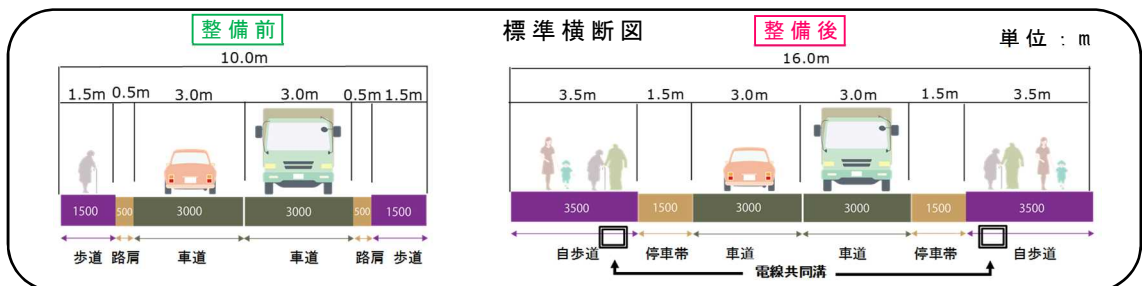 整備前
標準横断図
整備後
単位：m
10.0m
1.5m 0.5m 3.0m 3.0m 0.5m 1.5m
1500 500 3000 3000 500 1500
歩道 路肩 車道 車道 路肩 歩道
16.0m
3.5m 1.5m 3.0m 3.0m 1.5m 3.5m
3500 1500 3000 3000 1500 3500
自歩道 停車帯 車道 車道 停車帯 自歩道
電線共同溝